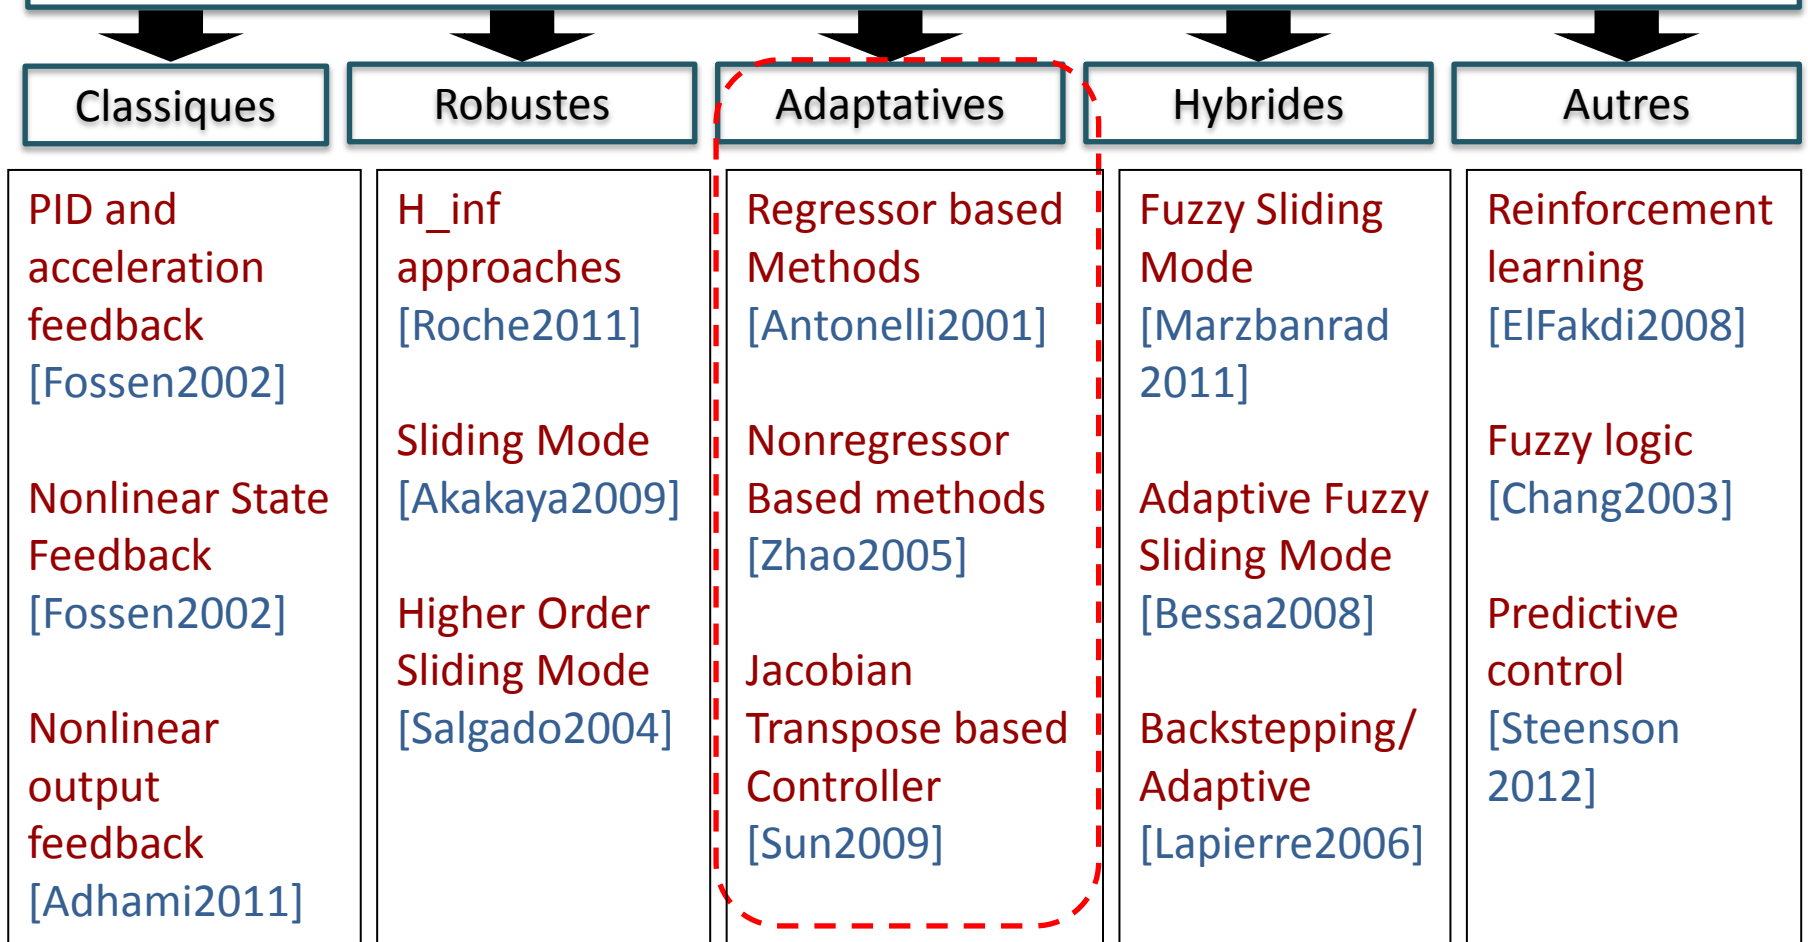 Classiques
Robustes
Adaptatives
Hybrides
Autres
PID and
acceleration
feedback
[Fossen2002]
Nonlinear State
Feedback
[Fossen2002]
Nonlinear
output
feedback
[Adhami2011]
H_inf
approaches
[Roche2011]
Sliding Mode
[Akakaya2009]
Higher Order
Sliding Mode
[Salgado2004]
Regressor based
Methods
[Antonelli2001]
Nonregressor
Based methods
[Zhao2005]
Jacobian
Transpose based
Controller
[Sun2009]
Fuzzy Sliding
Mode
[Marzbanrad
2011]
Adaptive Fuzzy
Sliding Mode
[Bessa2008]
Backstepping/
Adaptive
[Lapierre2006]
Reinforcement
learning
[ElFakdi2008]
Fuzzy logic
[Chang2003]
Predictive
control
[Steenson
2012]